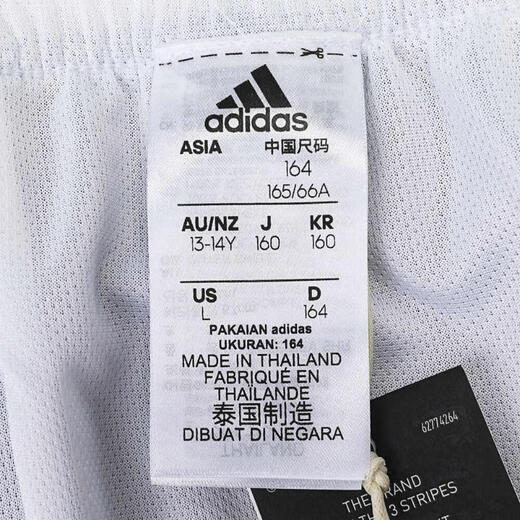 adidas
ASIA 中国尺码
164
165/66A
AU/NZ J KR
13-14Y 160 160
US D
L 164
PAKAIAN adidas
UKURAN: 164
MADE IN THAILAND
FABRIQUÉ EN
THAÏLANDE
泰国制造
DIBUAT DI NEGARA
THAILAND
62774264
THE BRAND
3 STRIPES